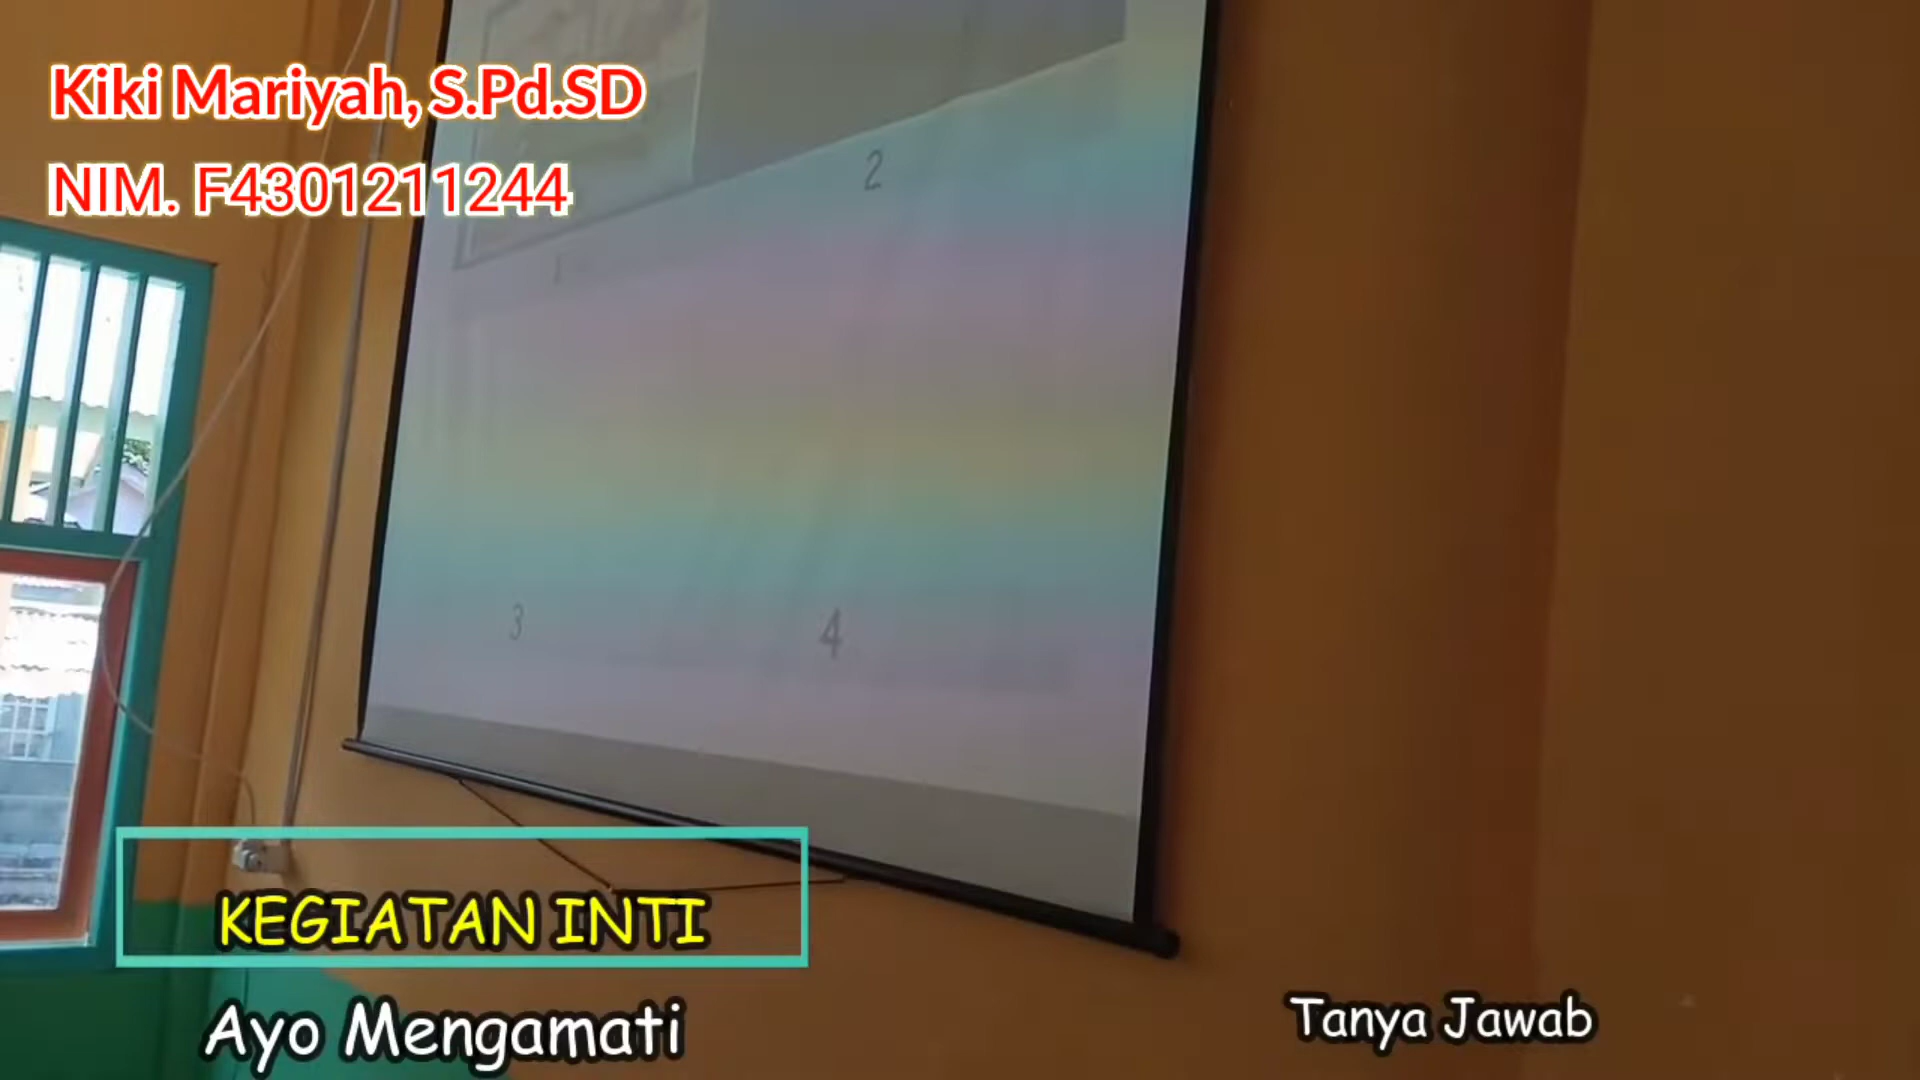 Kiki Mariyah, S.Pd.SD
NIM. F4301211244
2
3
4
KEGIATAN INTI
Ayo Mengamati
Tanya Jawab